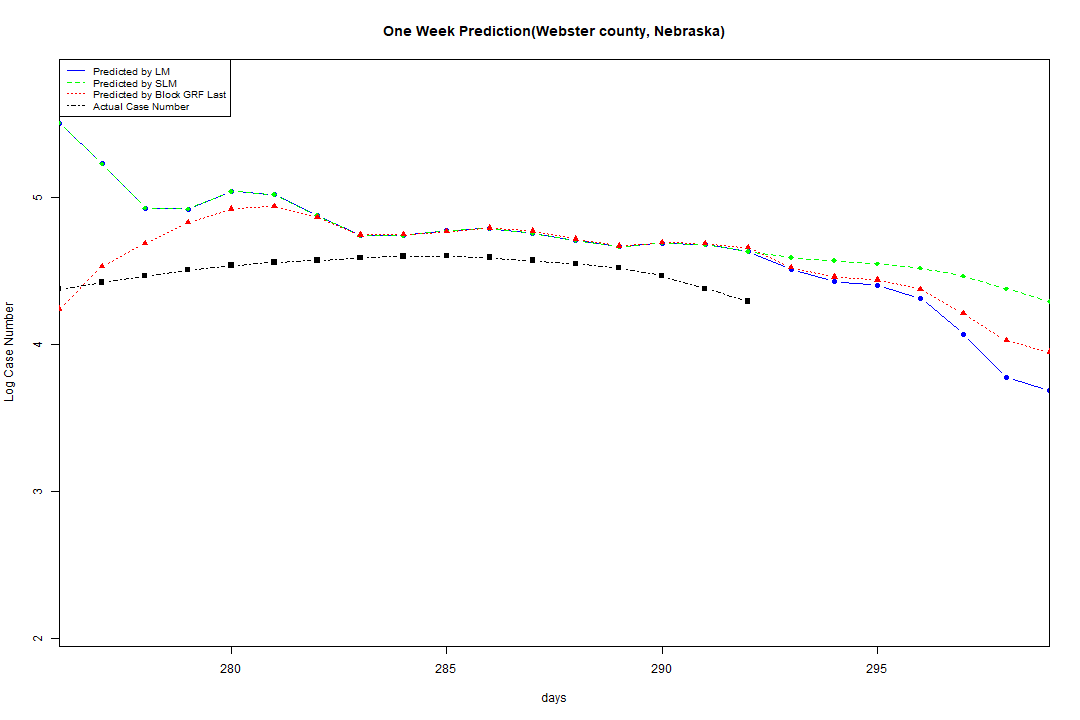 One Week Prediction(Webster county, Nebraska)
Predicted by LM
Predicted by SLM
Predicted by Block GRF Last
Actual Case Number
Log Case Number
5
4
3
2
280
285
290
295
days